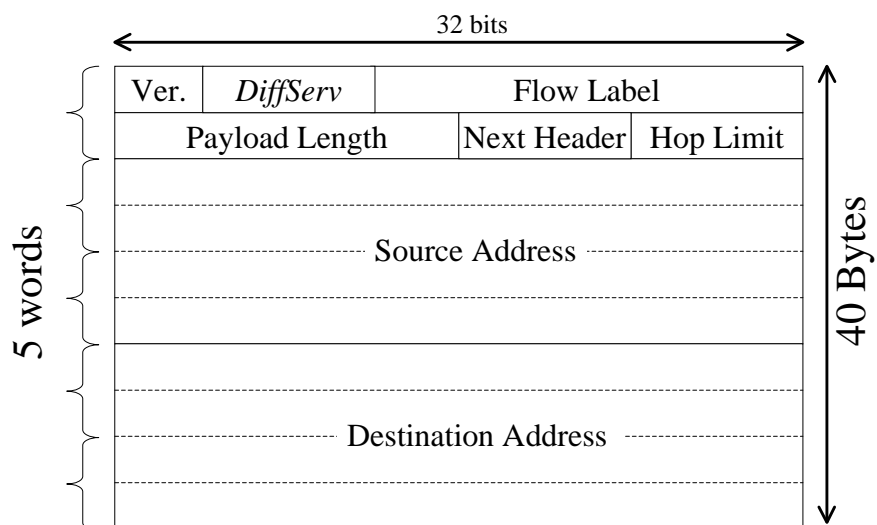 32 bits
Ver. DiffServ Flow Label
Payload Length Next Header Hop Limit
Source Address
Destination Address
5 words
40 Bytes